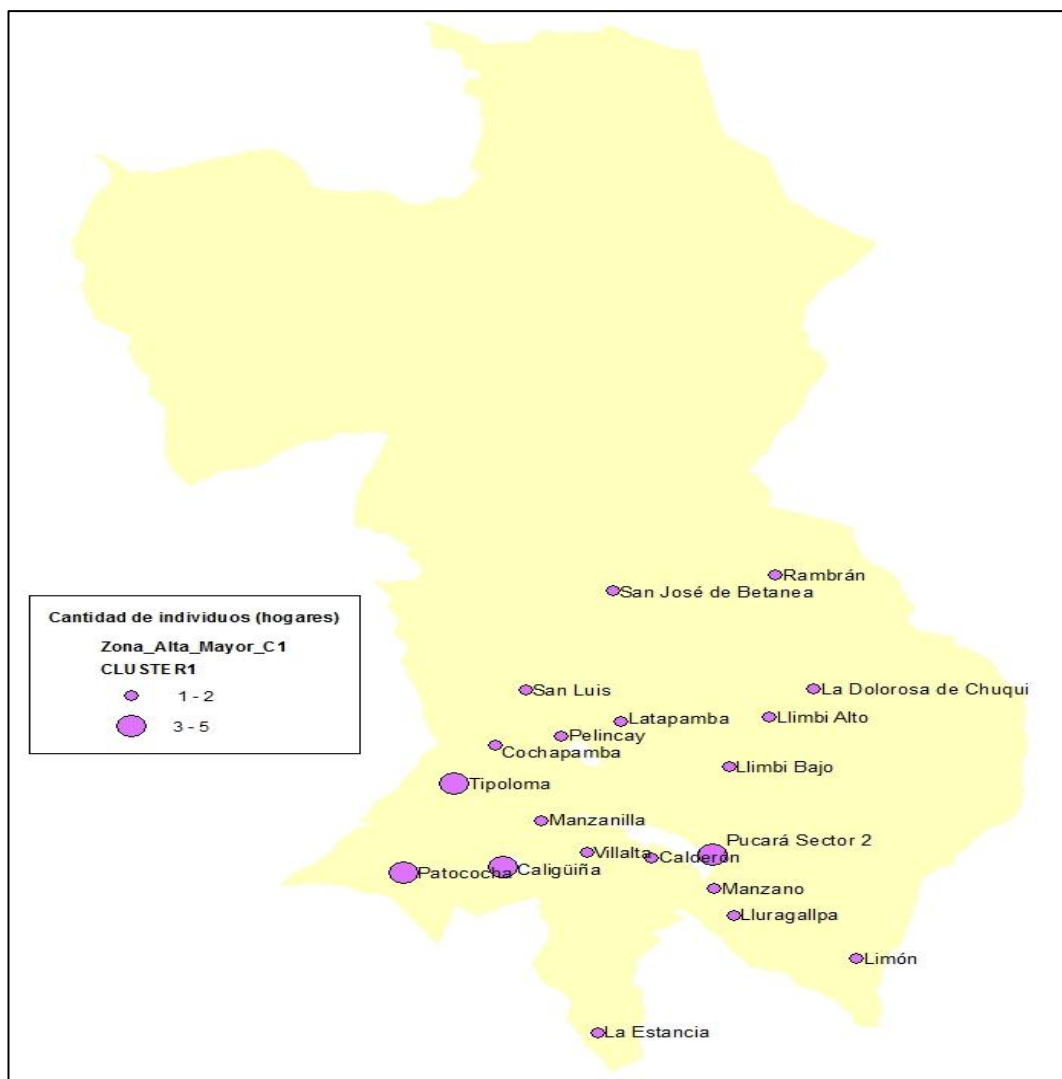 Rambrán
San José de Betanea
Cantidad de individuos (hogares)
Zona_Alta_Mayor_C1
CLUSTER1
1 - 2
3 - 5
San Luis
La Dolorosa de Chuqui
Latapamba
Llimbi Alto
Pelincay
Cochapamba
Llimbi Bajo
Tipoloma
Manzanilla
Pucará Sector 2
Villalta
Calderón
Caligüiña
Patococha
Manzano
Lluragallpa
Limón
La Estancia